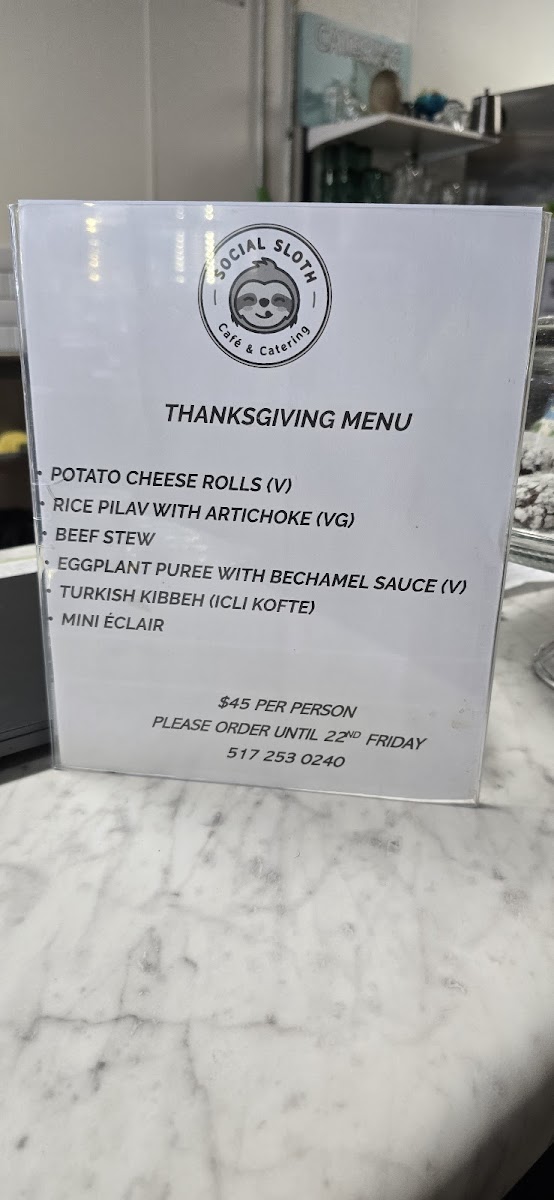 SOCIAL SLOTH
Café & Catering
THANKSGIVING MENU
• POTATO CHEESE ROLLS (V)
• RICE PILAV WITH ARTICHOKE (VG)
• BEEF STEW
• EGGPLANT PUREE WITH BECHAMEL SAUCE (V)
• TURKISH KIBBEH (ICLI KOFTE)
• MINI ÉCLAIR
$45 PER PERSON
PLEASE ORDER UNTIL 22ND FRIDAY
517 253 0240